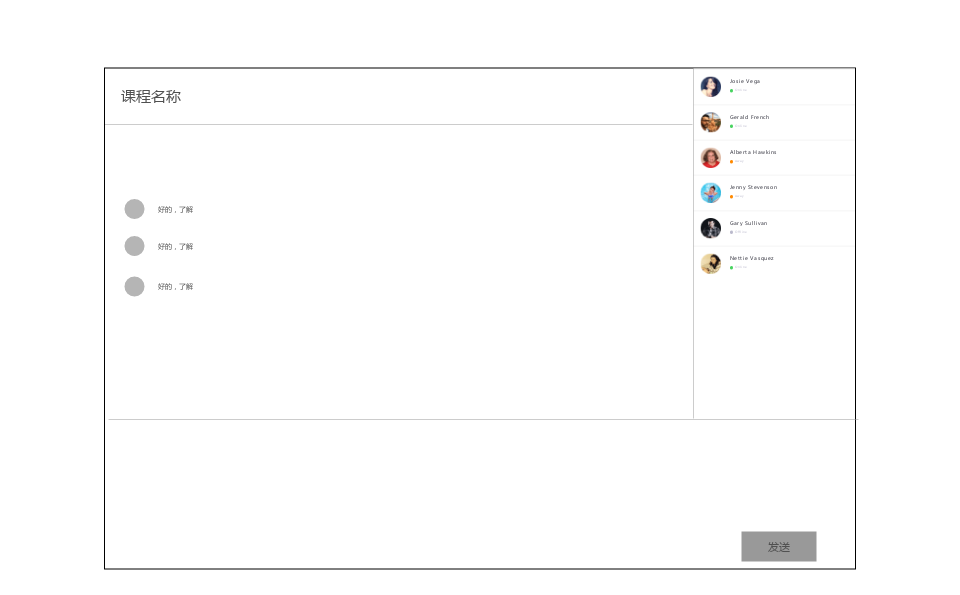 课程名称
好的，了解
好的，了解
好的，了解
Josie Vega
Gerald French
Alberta Hawkins
Jenny Stevenson
Gary Sullivan
Nettie Vasquez
发送